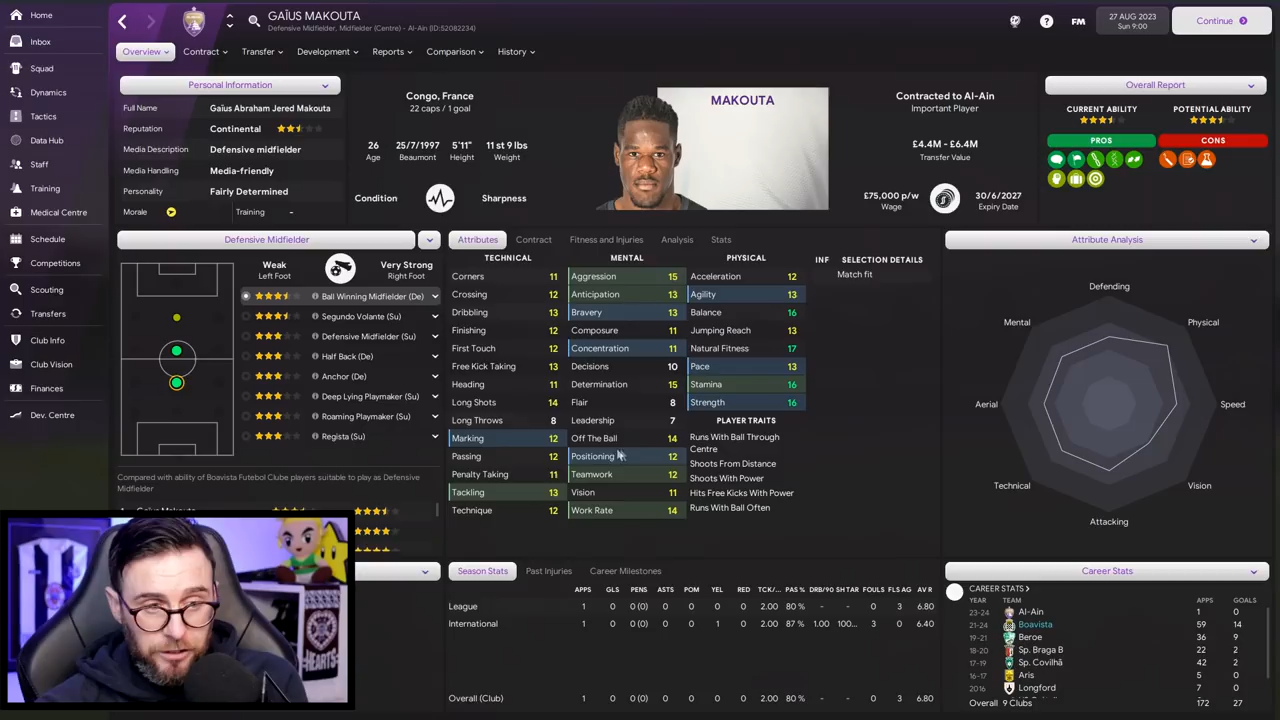 Home
Inbox
Squad
Dynamics
Tactics
Data Hub
Staff
Training
Medical Centre
Schedule
Competitions
Scouting
Transfers
Club Info
Club Vision
Finances
Dev. Centre
GAÏUS MAKOUTA
Defensive Midfielder, Midfielder (Centre) - Al-Ain (ID:52082234)
FM
27 AUG 2023
Sun 9:00
Continue
Overview Contract Transfer Development Reports Comparison History
Personal Information
Full Name Gaïus Abraham Jered Makouta
Reputation Continental
Media Description Defensive midfielder
Media Handling Media-friendly
Personality Fairly Determined
Morale Training -
Congo, France
22 caps / 1 goal
26 25/7/1997 5'11" 11 st 9 lbs
Age Beaumont Height Weight
Condition Sharpness
MAKOUTA
Contracted to Al-Ain
Important Player
£4.4M - £6.4M
Transfer Value
£75,000 p/w 30/6/2027
Wage Expiry Date
Overall Report
CURRENT ABILITY POTENTIAL ABILITY
PROS CONS
Defensive Midfielder
Weak Very Strong
Left Foot Right Foot
Ball Winning Midfielder (De)
Segundo Volante (Su)
Defensive Midfielder (Su)
Half Back (De)
Anchor (De)
Deep Lying Playmaker (Su)
Roaming Playmaker (Su)
Regista (Su)
Compared with ability of Boavista Futebol Clube players suitable to play as Defensive
Midfielder
Attributes Contract Fitness and Injuries Analysis Stats
TECHNICAL MENTAL PHYSICAL INF SELECTION DETAILS
Corners 11 Aggression 15 Acceleration 12 Match fit
Crossing 12 Anticipation 13 Agility 13
Dribbling 13 Bravery 13 Balance 16
Finishing 12 Composure 11 Jumping Reach 13
First Touch 12 Concentration 11 Natural Fitness 17
Free Kick Taking 13 Decisions 10 Pace 13
Heading 11 Determination 15 Stamina 16
Long Shots 14 Flair 8 Strength 16
Long Throws 8 Leadership 7 PLAYER TRAITS
Marking 12 Off The Ball 14 Runs With Ball Through
Centre
Passing 12 Positioning 12 Shoots From Distance
Penalty Taking 11 Teamwork 12 Shoots With Power
Tackling 13 Vision 11 Hits Free Kicks With Power
Technique 12 Work Rate 14 Runs With Ball Often
Attribute Analysis
Defending
Mental Physical
Aerial Speed
Technical Vision
Attacking
Season Stats Past Injuries Career Milestones
APPS GLS PENS ASTS POM YEL RED TCK/... PAS % DRB/90 SH TAR FOULS FLS AG AV R
League 1 0 0 (0) 0 0 0 0 2.00 80 % - - 0 3 6.80
International 1 0 0 (0) 0 0 1 0 2.00 87 % 1.00 100... 3 0 6.40
Overall (Club) 1 0 0 (0) 0 0 0 0 2.00 80 % - - 0 3 6.80
Career Stats
CAREER STATS
YEAR TEAM APPS GOALS
23-24 Al-Ain 1 0
21-24 Boavista 59 14
19-21 Beroe 36 9
18-20 Sp. Braga B 22 2
17-19 Sp. Covilhã 42 2
16-17 Aris 5 0
2016 Longford 7 0
Overall 9 Clubs 172 27
HEARTS